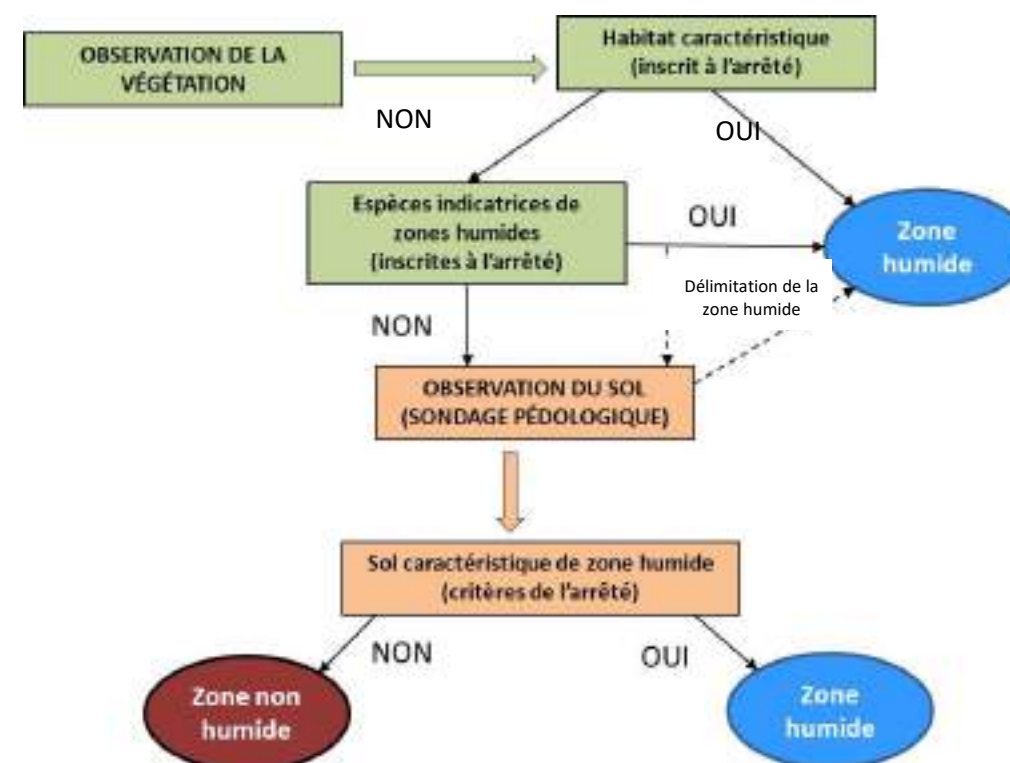 OBSERVATION DE LA
VÉGÉTATION
Habitat caractéristique
(inscrit à l'arrêté)
NON
OUI
Espèces indicatrices de
zones humides
(inscrites à l'arrêté)
OUI
Zone
humide
Délimitation de la
zone humide
NON
OBSERVATION DU SOL
(SONDAGE PÉDOLOGIQUE)
Sol caractéristique de zone humide
(critères de l'arrêté)
NON
OUI
Zone non
humide
Zone
humide